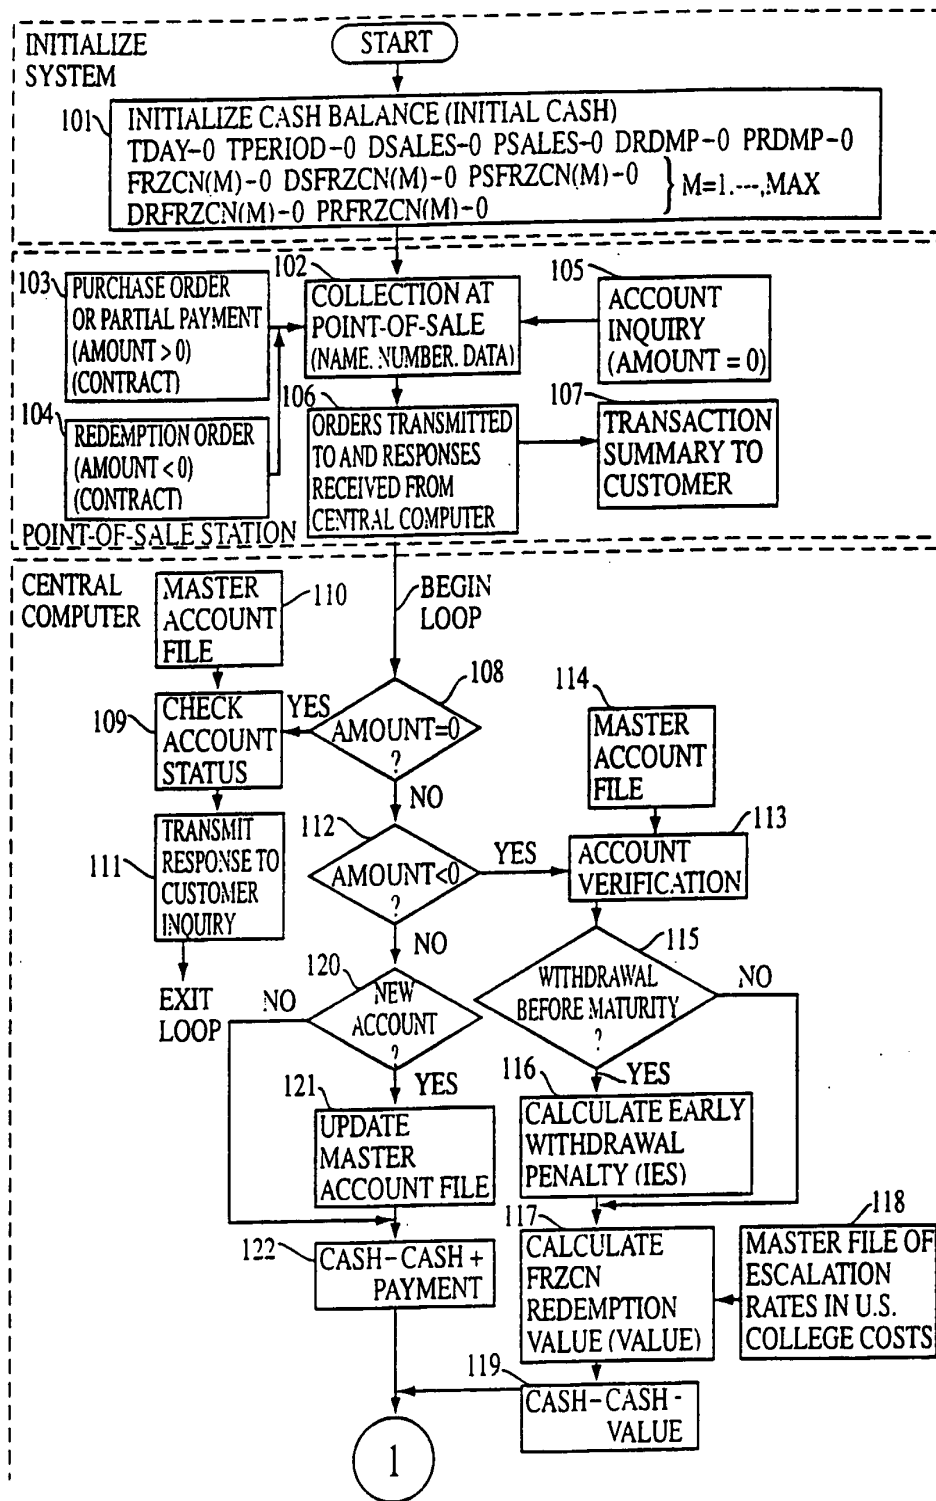 INITIALIZE
SYSTEM
START
101
INITIALIZE CASH BALANCE (INITIAL CASH)
TDAY-0 TPERIOD-0 DSALES-0 PSALES-0 DRDMP-0 PRDMP-0
FRZCN(M)-0 DSFRZCN(M)-0 PSFRZCN(M)-0
DRFRZCN(M)-0 PRFRZCN(M)-0
M=1.---,MAX
103
PURCHASE ORDER
OR PARTIAL PAYMENT
(AMOUNT > 0)
(CONTRACT)
102
COLLECTION AT
POINT-OF-SALE
(NAME. NUMBER. DATA)
105
ACCOUNT
INQUIRY
(AMOUNT = 0)
104
REDEMPTION ORDER
(AMOUNT < 0)
(CONTRACT)
106
ORDERS TRANSMITTED
TO AND RESPONSES
RECEIVED FROM
CENTRAL COMPUTER
107
TRANSACTION
SUMMARY TO
CUSTOMER
POINT-OF-SALE STATION
CENTRAL
COMPUTER
MASTER
ACCOUNT
FILE
110
BEGIN
LOOP
108
AMOUNT=0
?
YES
NO
109
CHECK
ACCOUNT
STATUS
114
MASTER
ACCOUNT
FILE
111
TRANSMIT
RESPONSE TO
CUSTOMER
INQUIRY
EXIT
LOOP
112
AMOUNT<0
?
YES
NO
113
ACCOUNT
VERIFICATION
115
WITHDRAWAL
BEFORE MATURITY
?
NO
YES
120
NEW
ACCOUNT
?
NO
YES
121
UPDATE
MASTER
ACCOUNT FILE
116
CALCULATE EARLY
WITHDRAWAL
PENALTY (IES)
122
CASH-CASH +
PAYMENT
117
CALCULATE
FRZCN
REDEMPTION
VALUE (VALUE)
118
MASTER FILE OF
ESCALATION
RATES IN U.S.
COLLEGE COSTS
119
CASH-CASH -
VALUE
1